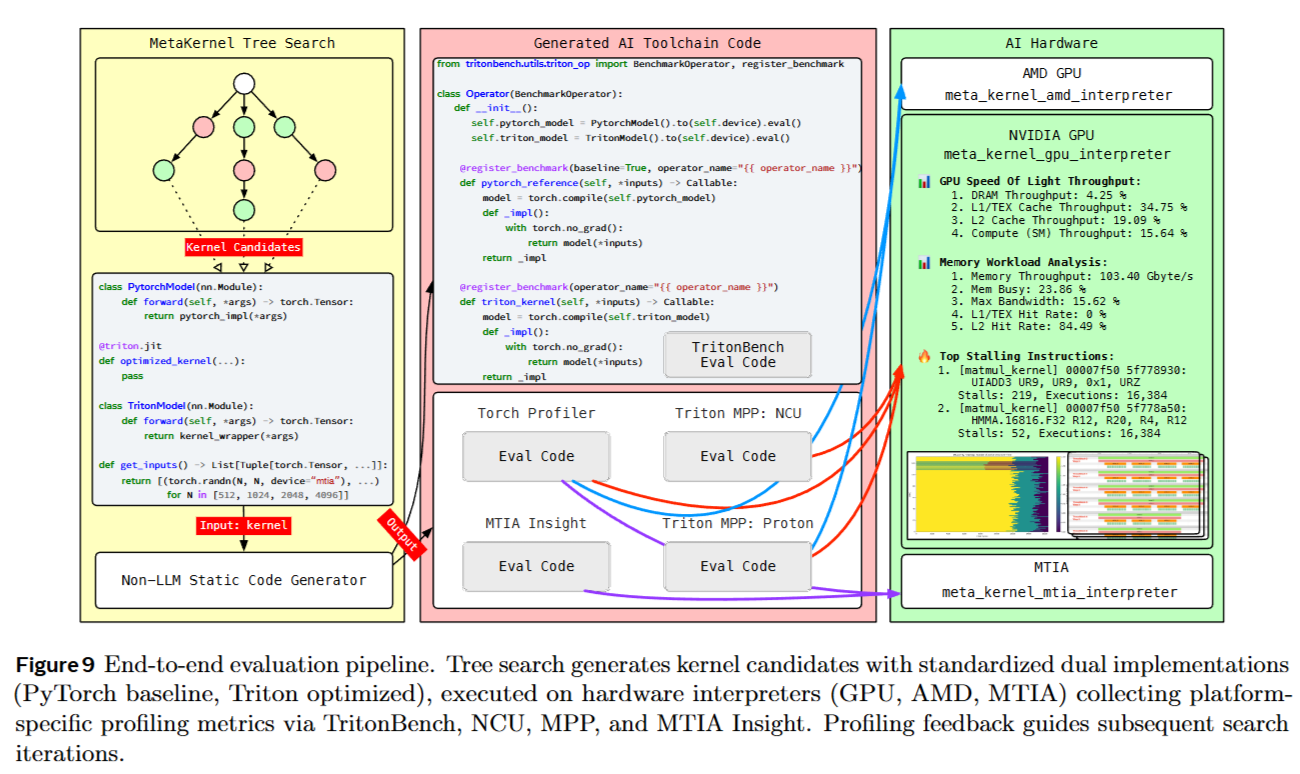 MetaKernel Tree Search
Kernel Candidates
class PytorchModel(nn.Module):
def forward(self, *args) -> torch.Tensor:
return pytorch_impl(*args)
@triton.jit
def optimized_kernel(...):
pass
class TritonModel(nn.Module):
def forward(self, *args) -> torch.Tensor:
return kernel_wrapper(*args)
def get_inputs() -> List[Tuple[torch.Tensor, ...]]:
return [(torch.randn(N, N, device="mtia"), ...)
for N in [512, 1024, 2048, 4096]]
Input: kernel
Non-LLM Static Code Generator
Output
Generated AI Toolchain Code
from tritonbench.utils.triton_op import BenchmarkOperator, register_benchmark
class Operator(BenchmarkOperator):
def __init__():
self.pytorch_model = PytorchModel().to(self.device).eval()
self.triton_model = TritonModel().to(self.device).eval()
@register_benchmark(baseline=True, operator_name="{{ operator_name }}")
def pytorch_reference(self, *inputs) -> Callable:
model = torch.compile(self.pytorch_model)
def _impl():
with torch.no_grad():
return model(*inputs)
return _impl
@register_benchmark(operator_name="{{ operator_name }}")
def triton_kernel(self, *inputs) -> Callable:
model = torch.compile(self.triton_model)
def _impl():
with torch.no_grad():
return model(*inputs)
return _impl
TritonBench
Eval Code
Torch Profiler
Eval Code
Triton MPP: NCU
Eval Code
MTIA Insight
Eval Code
Triton MPP: Proton
Eval Code
AI Hardware
AMD GPU
meta_kernel_amd_interpreter
NVIDIA GPU
meta_kernel_gpu_interpreter
GPU Speed Of Light Throughput:
1. DRAM Throughput: 4.25 %
2. L1/TEX Cache Throughput: 34.75 %
3. L2 Cache Throughput: 19.09 %
4. Compute (SM) Throughput: 15.64 %
Memory Workload Analysis:
1. Memory Throughput: 103.40 Gbyte/s
2. Mem Busy: 23.86 %
3. Max Bandwidth: 15.62 %
4. L1/TEX Hit Rate: 0 %
5. L2 Hit Rate: 84.49 %
Top Stalling Instructions:
1. [matmul_kernel] 00007f50 5f778930:
UIADD3 UR9, UR9, 0x1, URZ
Stalls: 219, Executions: 16,384
2. [matmul_kernel] 00007f50 5f778a50:
HMMA.16816.F32 R12, R20, R4, R12
Stalls: 52, Executions: 16,384
MTIA
meta_kernel_mtia_interpreter
Figure 9 End-to-end evaluation pipeline. Tree search generates kernel candidates with standardized dual implementations
(PyTorch baseline, Triton optimized), executed on hardware interpreters (GPU, AMD, MTIA) collecting platform-
specific profiling metrics via TritonBench, NCU, MPP, and MTIA Insight. Profiling feedback guides subsequent search
iterations.